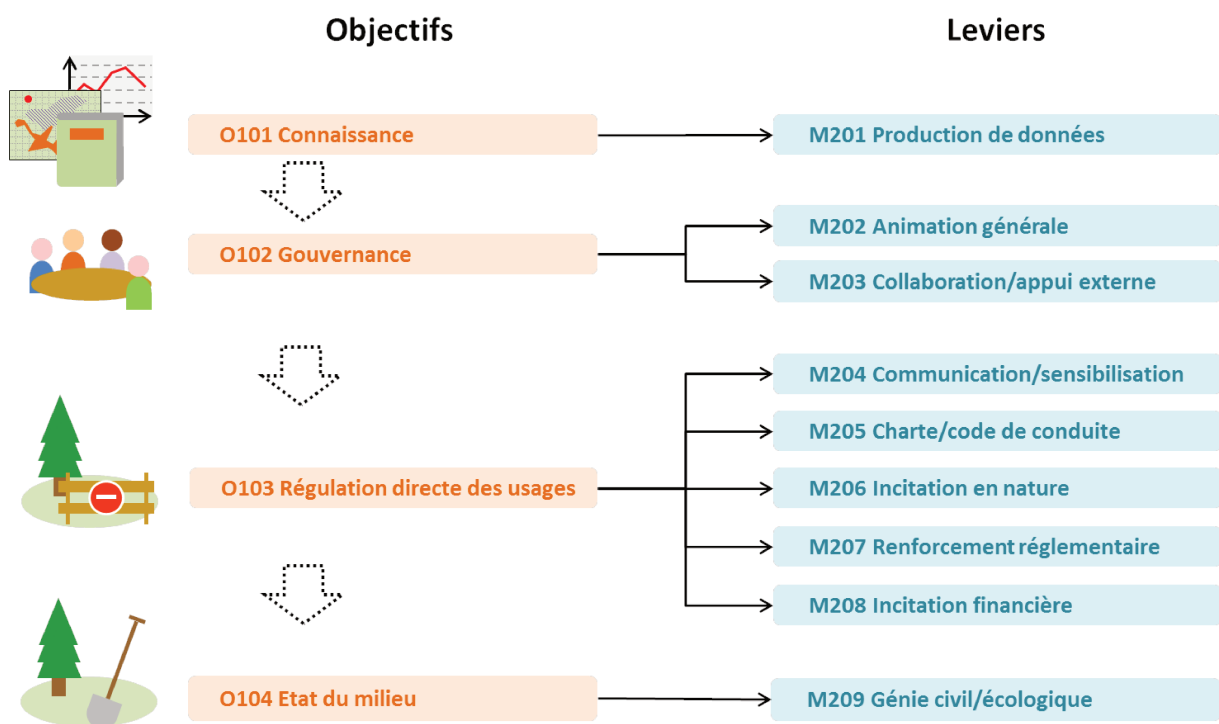 Objectifs
Leviers
O101 Connaissance
M201 Production de données
O102 Gouvernance
M202 Animation générale
M203 Collaboration/appui externe
O103 Régulation directe des usages
M204 Communication/sensibilisation
M205 Charte/code de conduite
M206 Incitation en nature
M207 Renforcement réglementaire
M208 Incitation financière
O104 Etat du milieu
M209 Génie civil/écologique